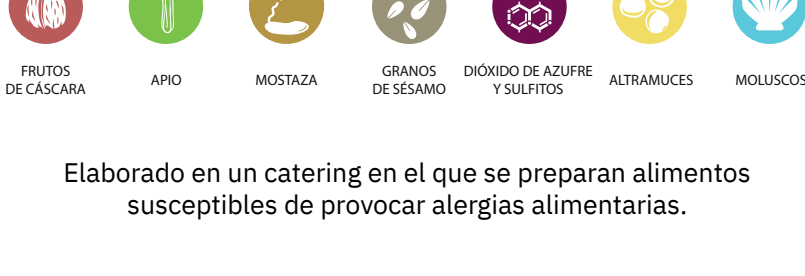 FRUTOS
DE CÁSCARA
APIO
MOSTAZA
GRANOS
DE SÉSAMO
DIÓXIDO DE AZUFRE
Y SULFITOS
ALTRAMUCES
MOLUSCOS
Elaborado en un catering en el que se preparan alimentos
susceptibles de provocar alergias alimentarias.